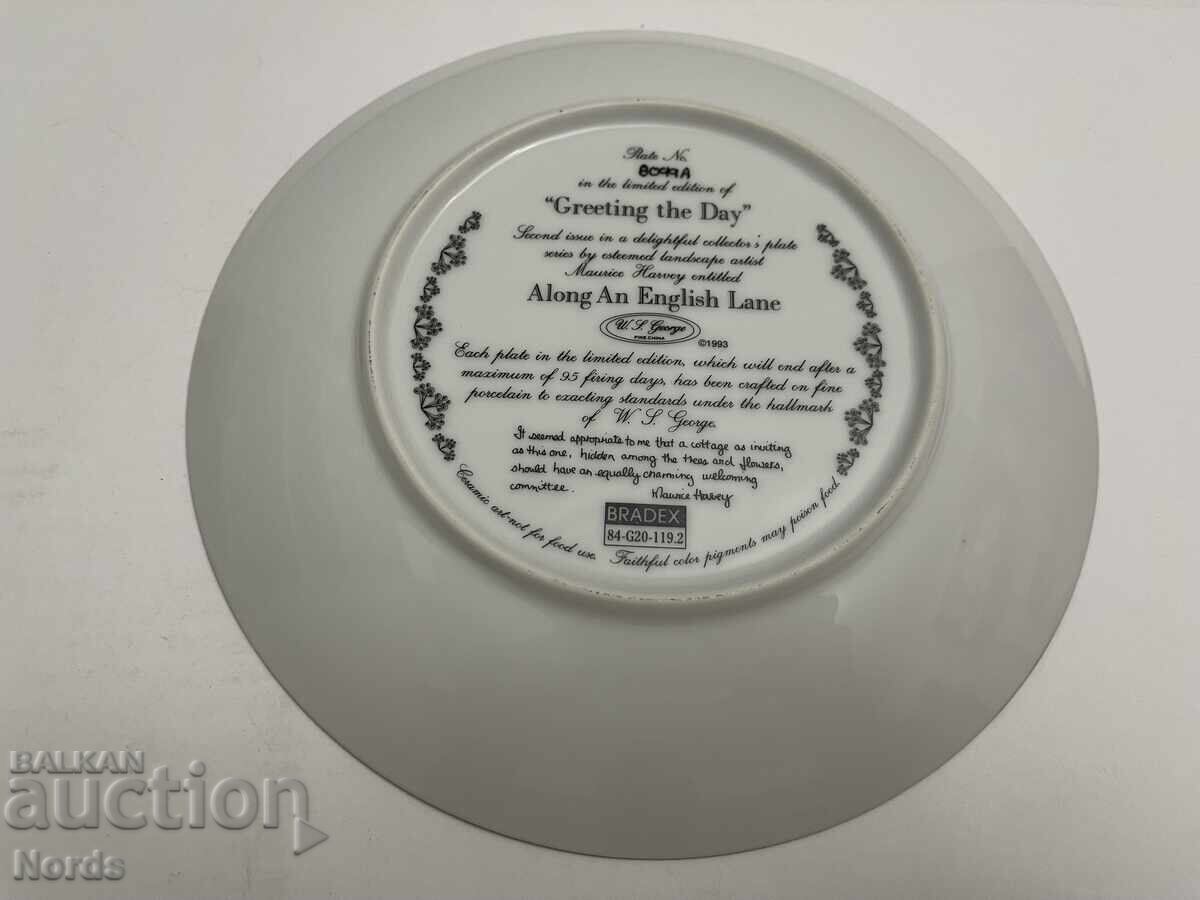 Plate No.
8099A
in the limited edition of
"Greeting the Day"
Second issue in a delightful collector's plate
series by esteemed landscape artist
Maurice Harvey entitled
Along An English Lane
W. S. George
FINE CHINA
©1993
Each plate in the limited edition, which will end after a
maximum of 95 firing days, has been crafted on fine
porcelain to exacting standards under the hallmark
of W. S. George.
It seemed appropriate to me that a cottage as inviting
as this one, hidden among the trees and flowers,
should have an equally charming welcoming
committee.
Maurice Harvey
BRADEX
84-G20-119.2
Ceramic art-not for food use. Faithful color pigments may poison food.
BALKAN
auction
Nords